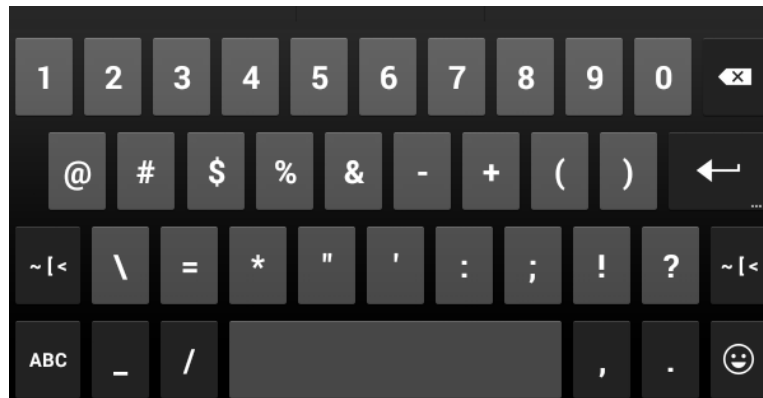 1 2 3 4 5 6 7 8 9 0
@ # $ % & - + ( )
~ [ < \ = * " ' : ; ! ? ~ [ <
ABC _ / , .